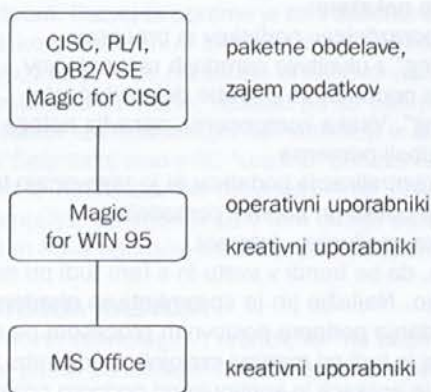 CISC, PL/I,
DB2/VSE
Magic for CISC
paketne obdelave,
zajem podatkov
Magic
for WIN 95
operativni uporabniki
kreativni uporabniki
MS Office
kreativni uporabniki